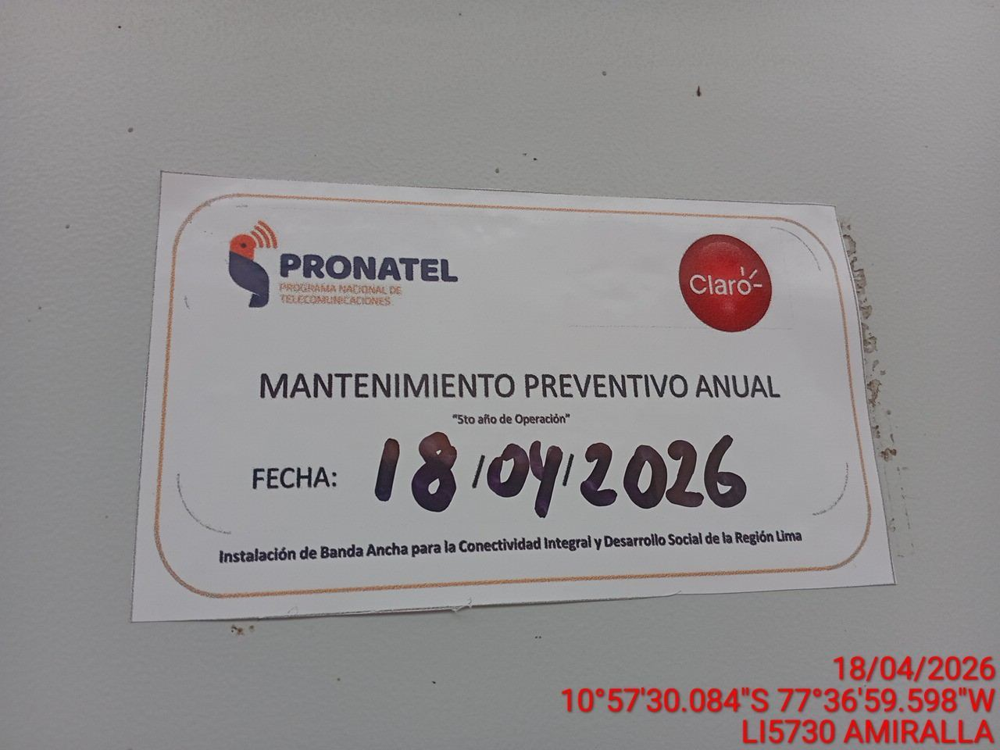 PRONATEL
PROGRAMA NACIONAL DE
TELECOMUNICACIONES
Claro
MANTENIMIENTO PREVENTIVO ANUAL
"5to año de Operación"
FECHA: 18/04/2026
Instalación de Banda Ancha para la Conectividad Integral y Desarrollo Social de la Región Lima
18/04/2026
10°57'30.084"S 77°36'59.598"W
LI5730 AMIRALLA